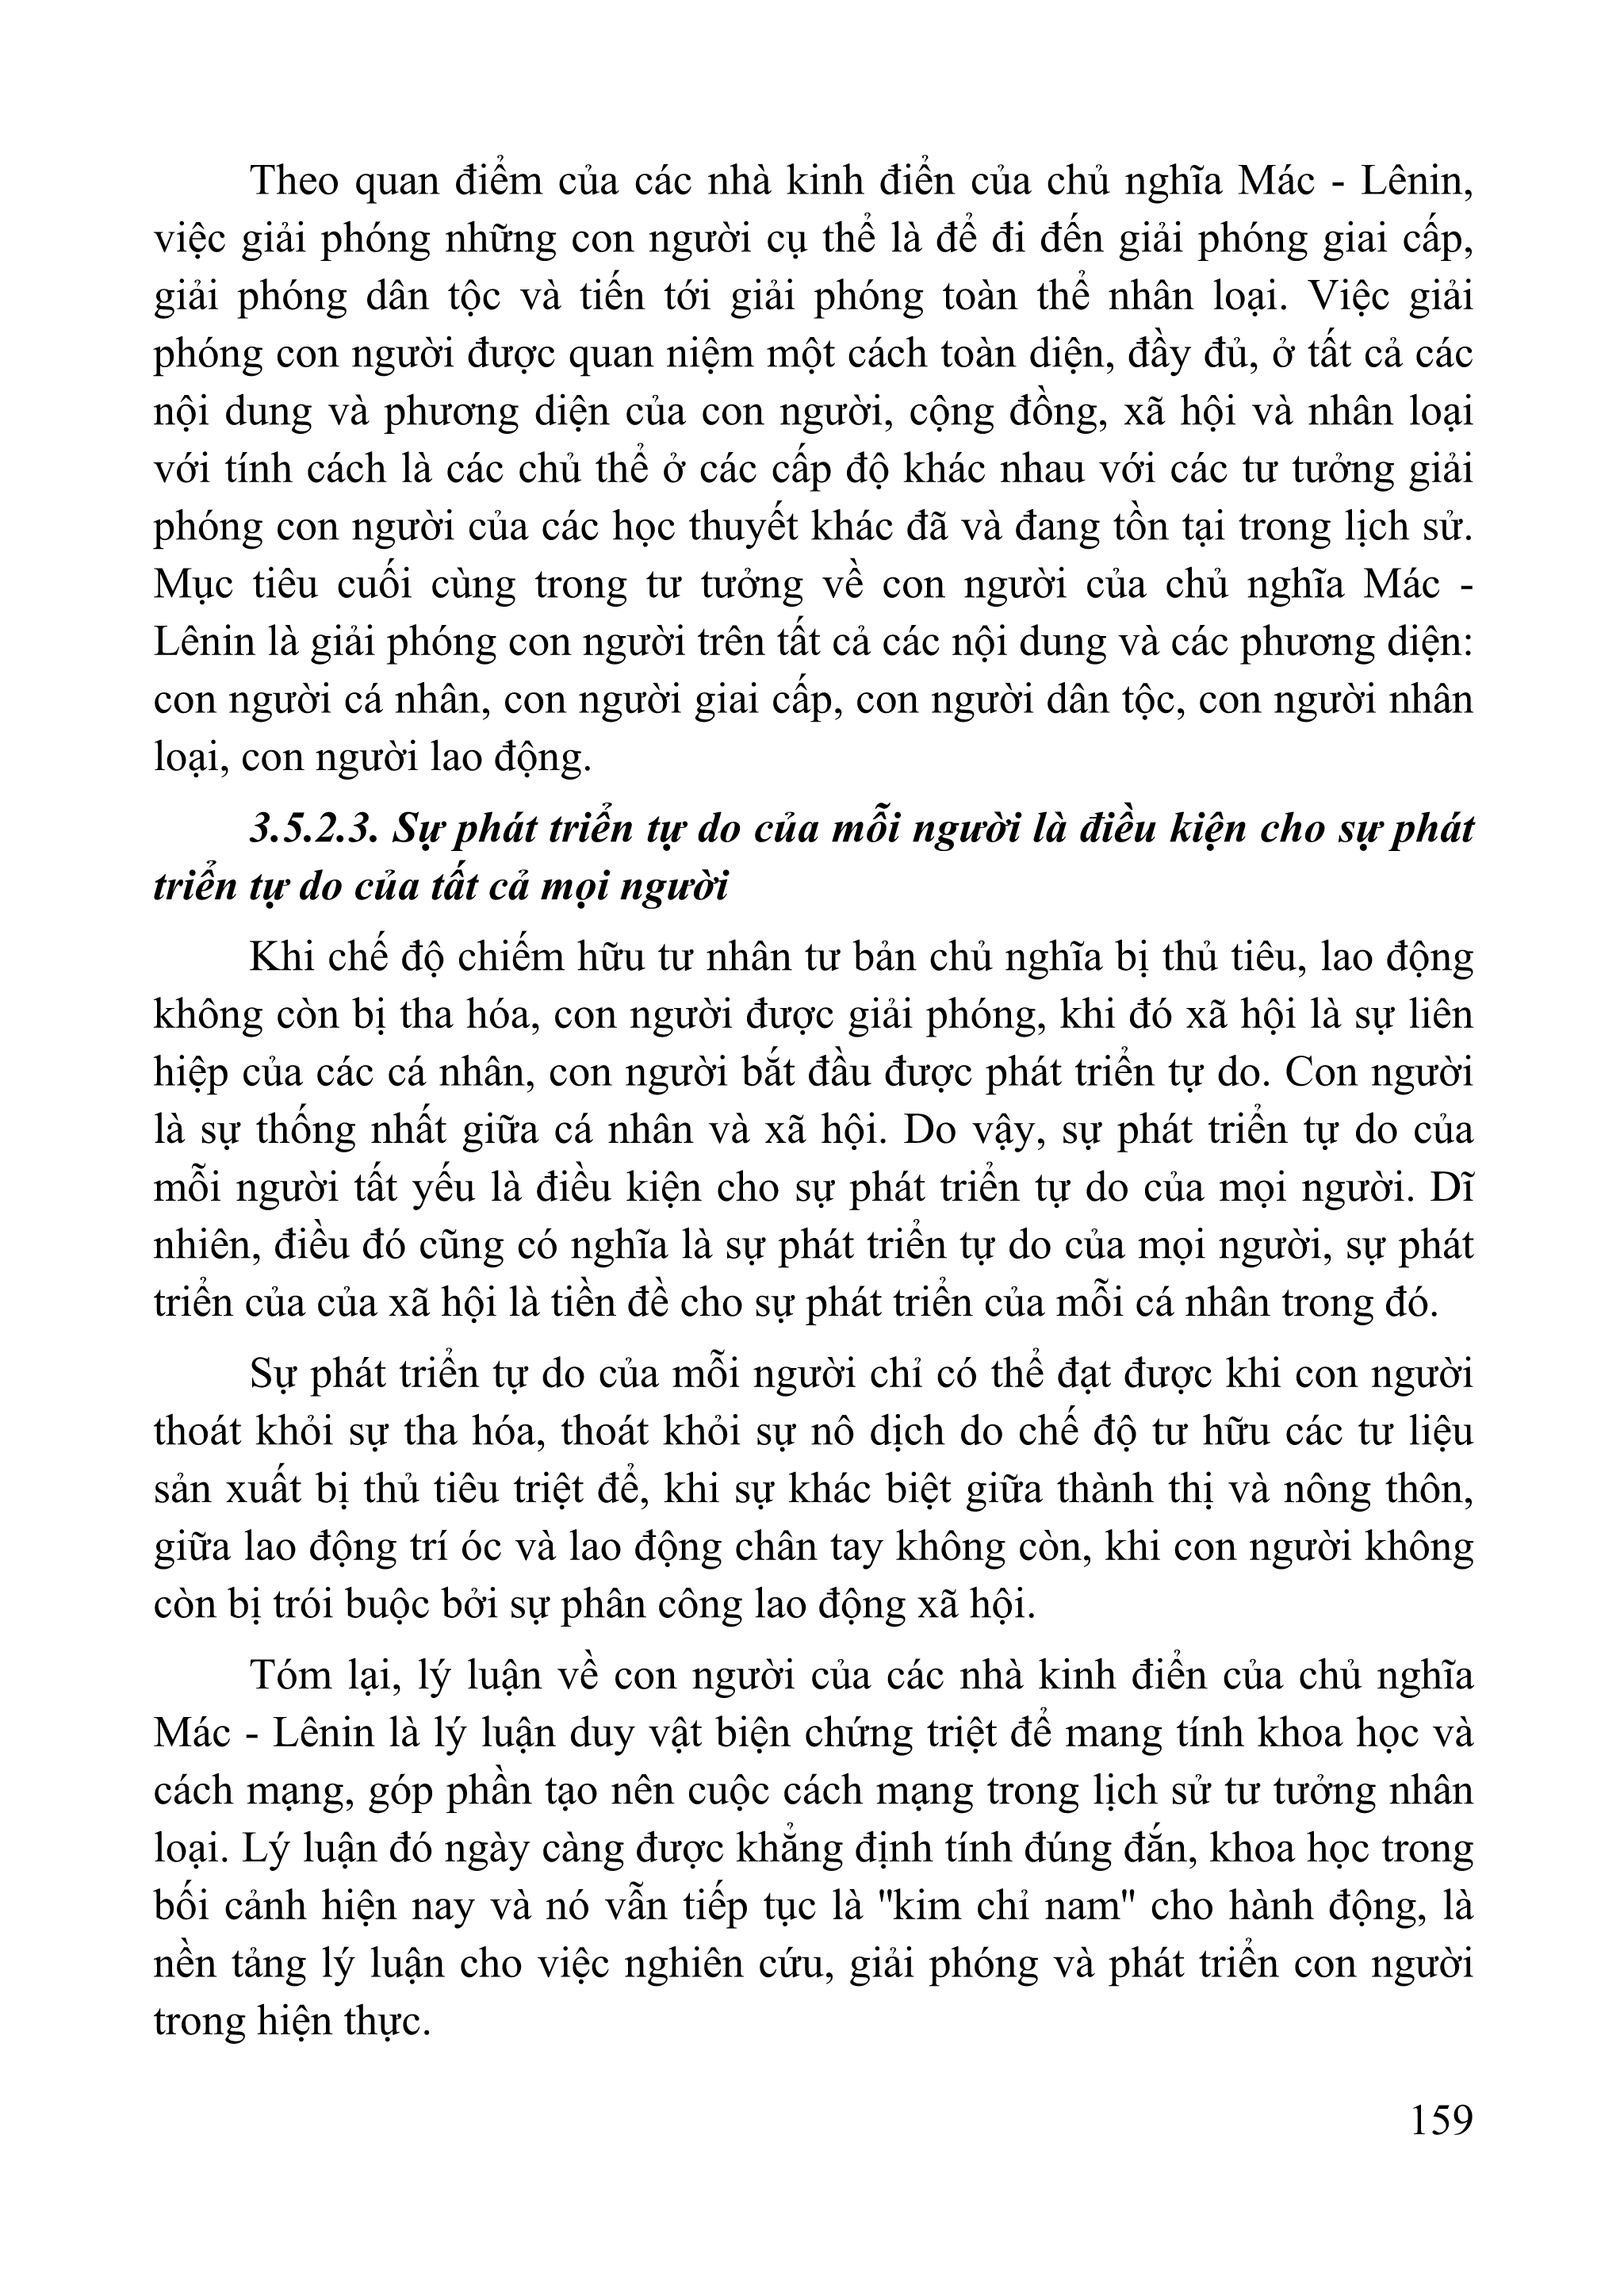 Theo quan điểm của các nhà kinh điển của chủ nghĩa Mác - Lênin,
việc giải phóng những con người cụ thể là để đi đến giải phóng giai cấp,
giải phóng dân tộc và tiến tới giải phóng toàn thể nhân loại. Việc giải
phóng con người được quan niệm một cách toàn diện, đầy đủ, ở tất cả các
nội dung và phương diện của con người, cộng đồng, xã hội và nhân loại
với tính cách là các chủ thể ở các cấp độ khác nhau với các tư tưởng giải
phóng con người của các học thuyết khác đã và đang tồn tại trong lịch sử.
Mục tiêu cuối cùng trong tư tưởng về con người của chủ nghĩa Mác -
Lênin là giải phóng con người trên tất cả các nội dung và các phương diện:
con người cá nhân, con người giai cấp, con người dân tộc, con người nhân
loại, con người lao động.
3.5.2.3. Sự phát triển tự do của mỗi người là điều kiện cho sự phát
triển tự do của tất cả mọi người
Khi chế độ chiếm hữu tư nhân tư bản chủ nghĩa bị thủ tiêu, lao động
không còn bị tha hóa, con người được giải phóng, khi đó xã hội là sự liên
hiệp của các cá nhân, con người bắt đầu được phát triển tự do. Con người
là sự thống nhất giữa cá nhân và xã hội. Do vậy, sự phát triển tự do của
mỗi người tất yếu là điều kiện cho sự phát triển tự do của mọi người. Dĩ
nhiên, điều đó cũng có nghĩa là sự phát triển tự do của mọi người, sự phát
triển của của xã hội là tiền đề cho sự phát triển của mỗi cá nhân trong đó.
Sự phát triển tự do của mỗi người chỉ có thể đạt được khi con người
thoát khỏi sự tha hóa, thoát khỏi sự nô dịch do chế độ tư hữu các tư liệu
sản xuất bị thủ tiêu triệt để, khi sự khác biệt giữa thành thị và nông thôn,
giữa lao động trí óc và lao động chân tay không còn, khi con người không
còn bị trói buộc bởi sự phân công lao động xã hội.
Tóm lại, lý luận về con người của các nhà kinh điển của chủ nghĩa
Mác - Lênin là lý luận duy vật biện chứng triệt để mang tính khoa học và
cách mạng, góp phần tạo nên cuộc cách mạng trong lịch sử tư tưởng nhân
loại. Lý luận đó ngày càng được khẳng định tính đúng đắn, khoa học trong
bối cảnh hiện nay và nó vẫn tiếp tục là "kim chỉ nam" cho hành động, là
nền tảng lý luận cho việc nghiên cứu, giải phóng và phát triển con người
trong hiện thực.
159